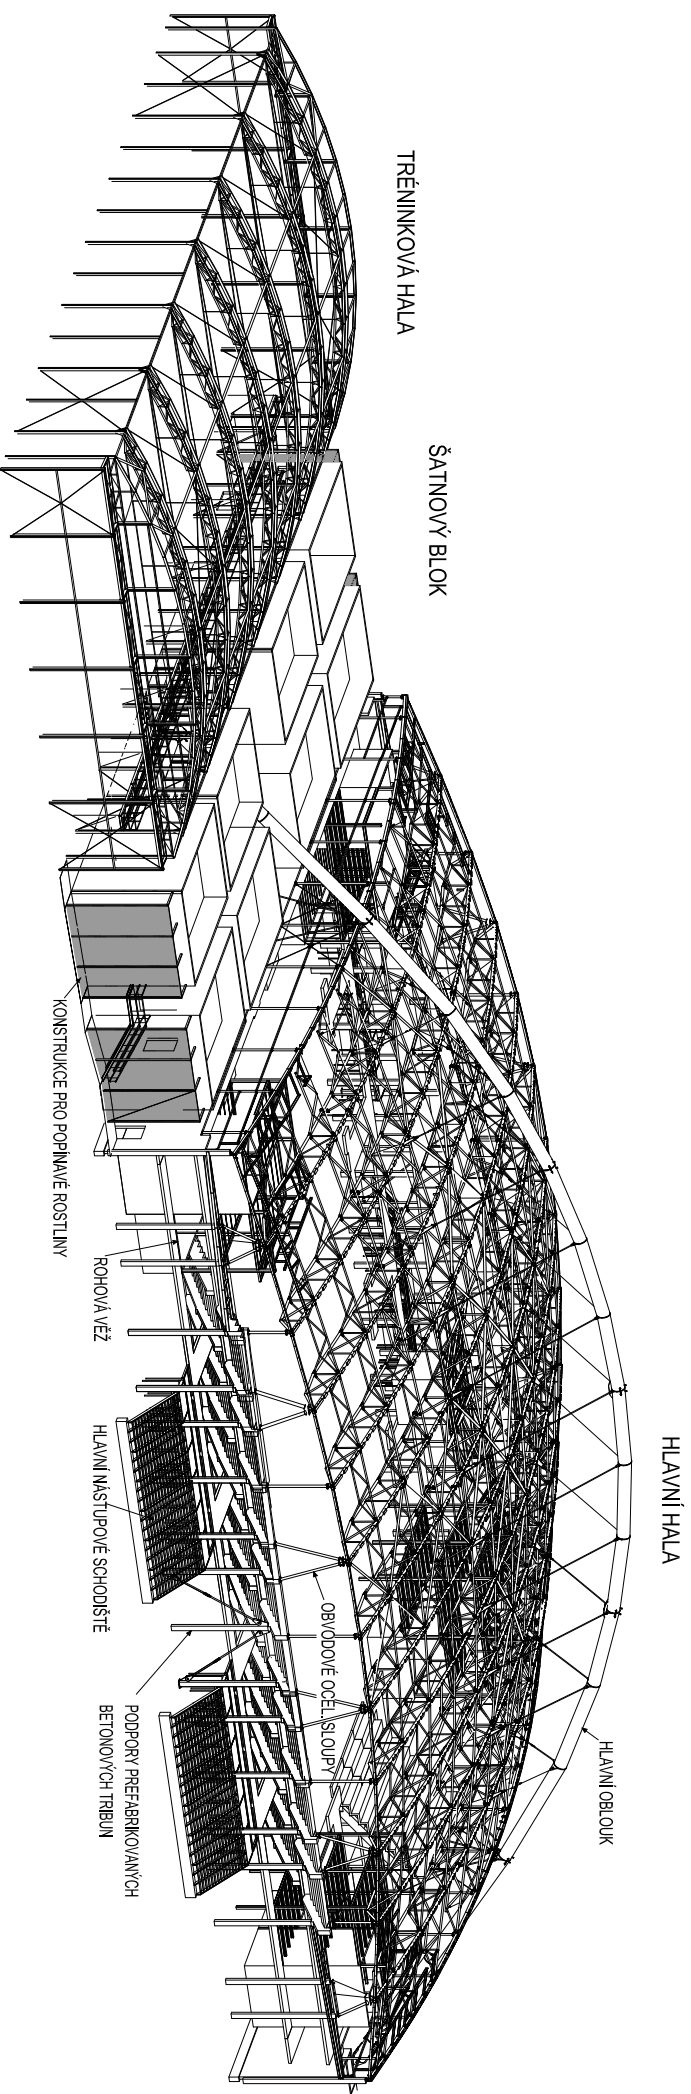 TRÉNINKOVÁ HALA
ŠATNOVÝ BLOK
HLAVNÍ HALA
HLAVNÍ OBLOUK
OBVODOVÉ OCEL.SLOUPY
KONSTRUKCE PRO POPÍNAVÉ ROSTLINY
ROHOVÁ VĚŽ
HLAVNÍ NÁSTUPOVÉ SCHODIŠTĚ
PODPORY PREFABRIKOVANÝCH
BETONOVÝCH TRIBUN